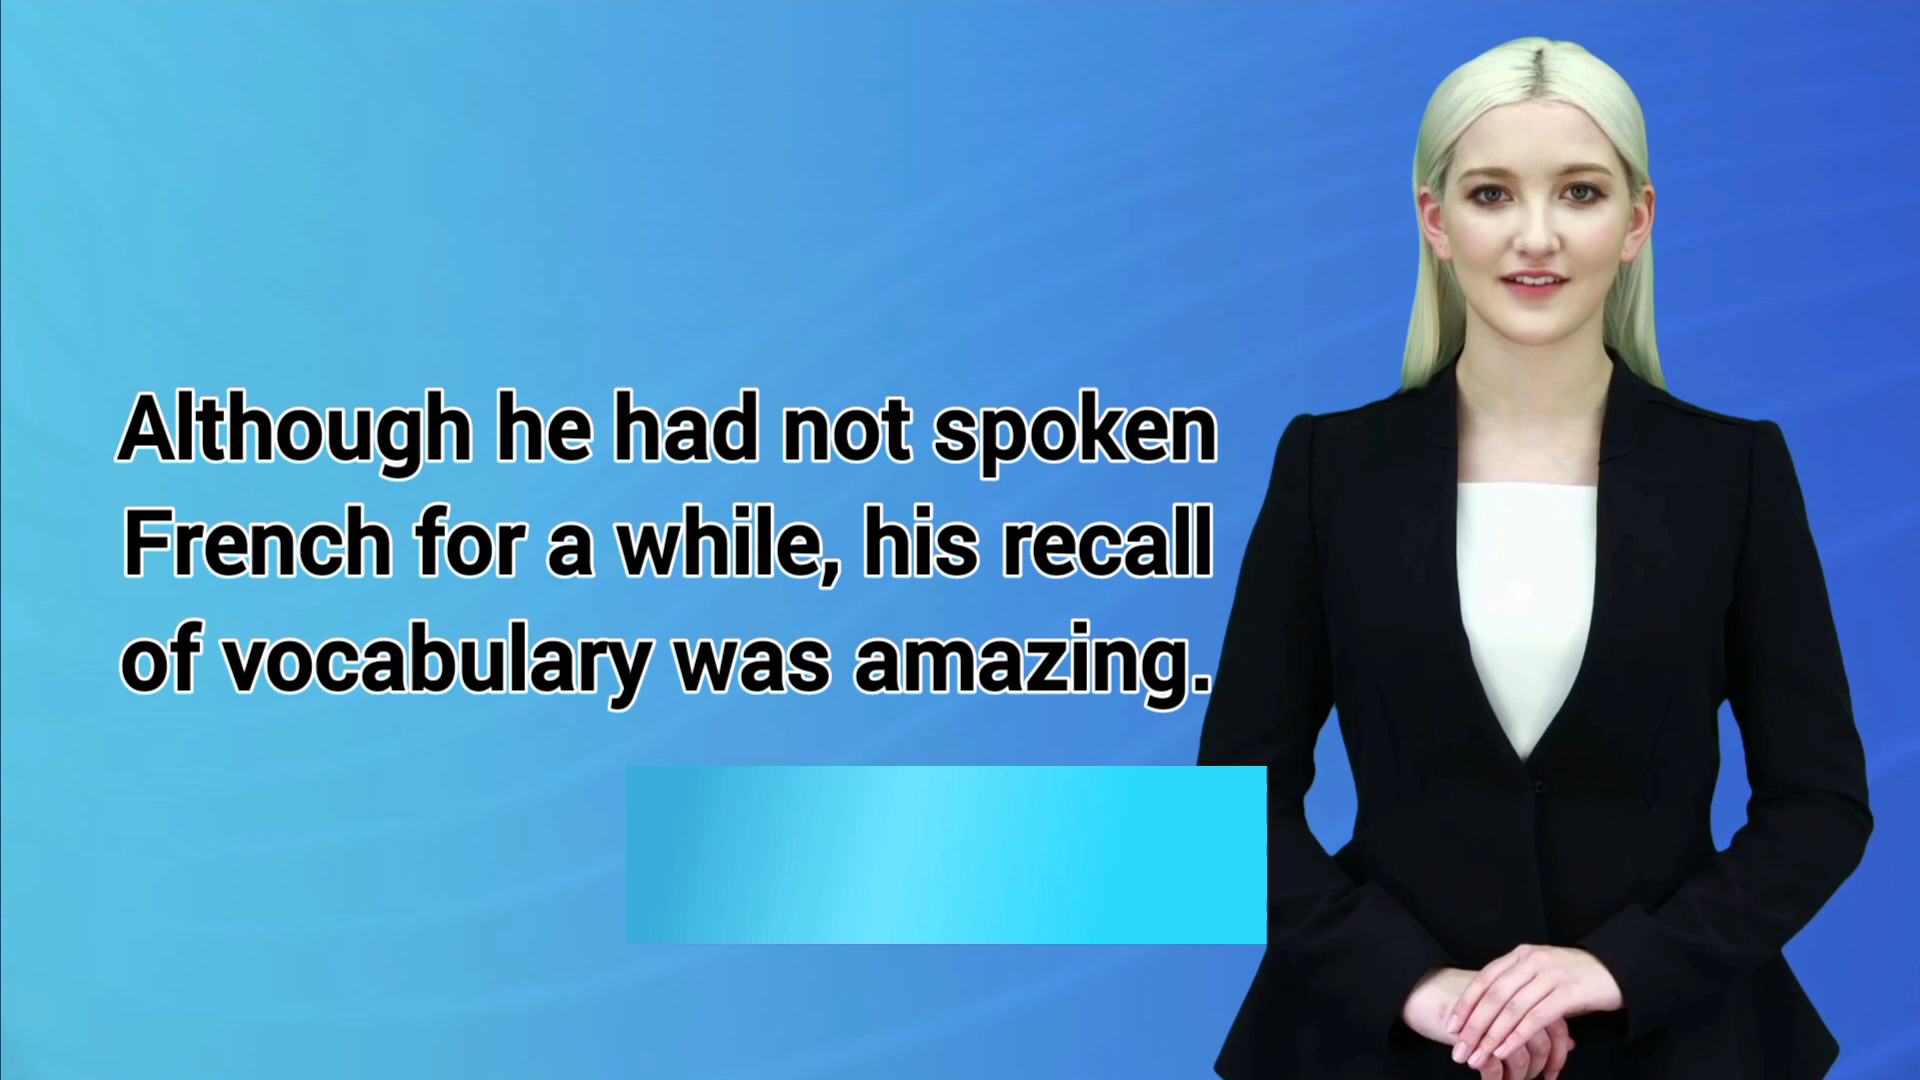 Although he had not spoken
French for a while, his recall
of vocabulary was amazing.